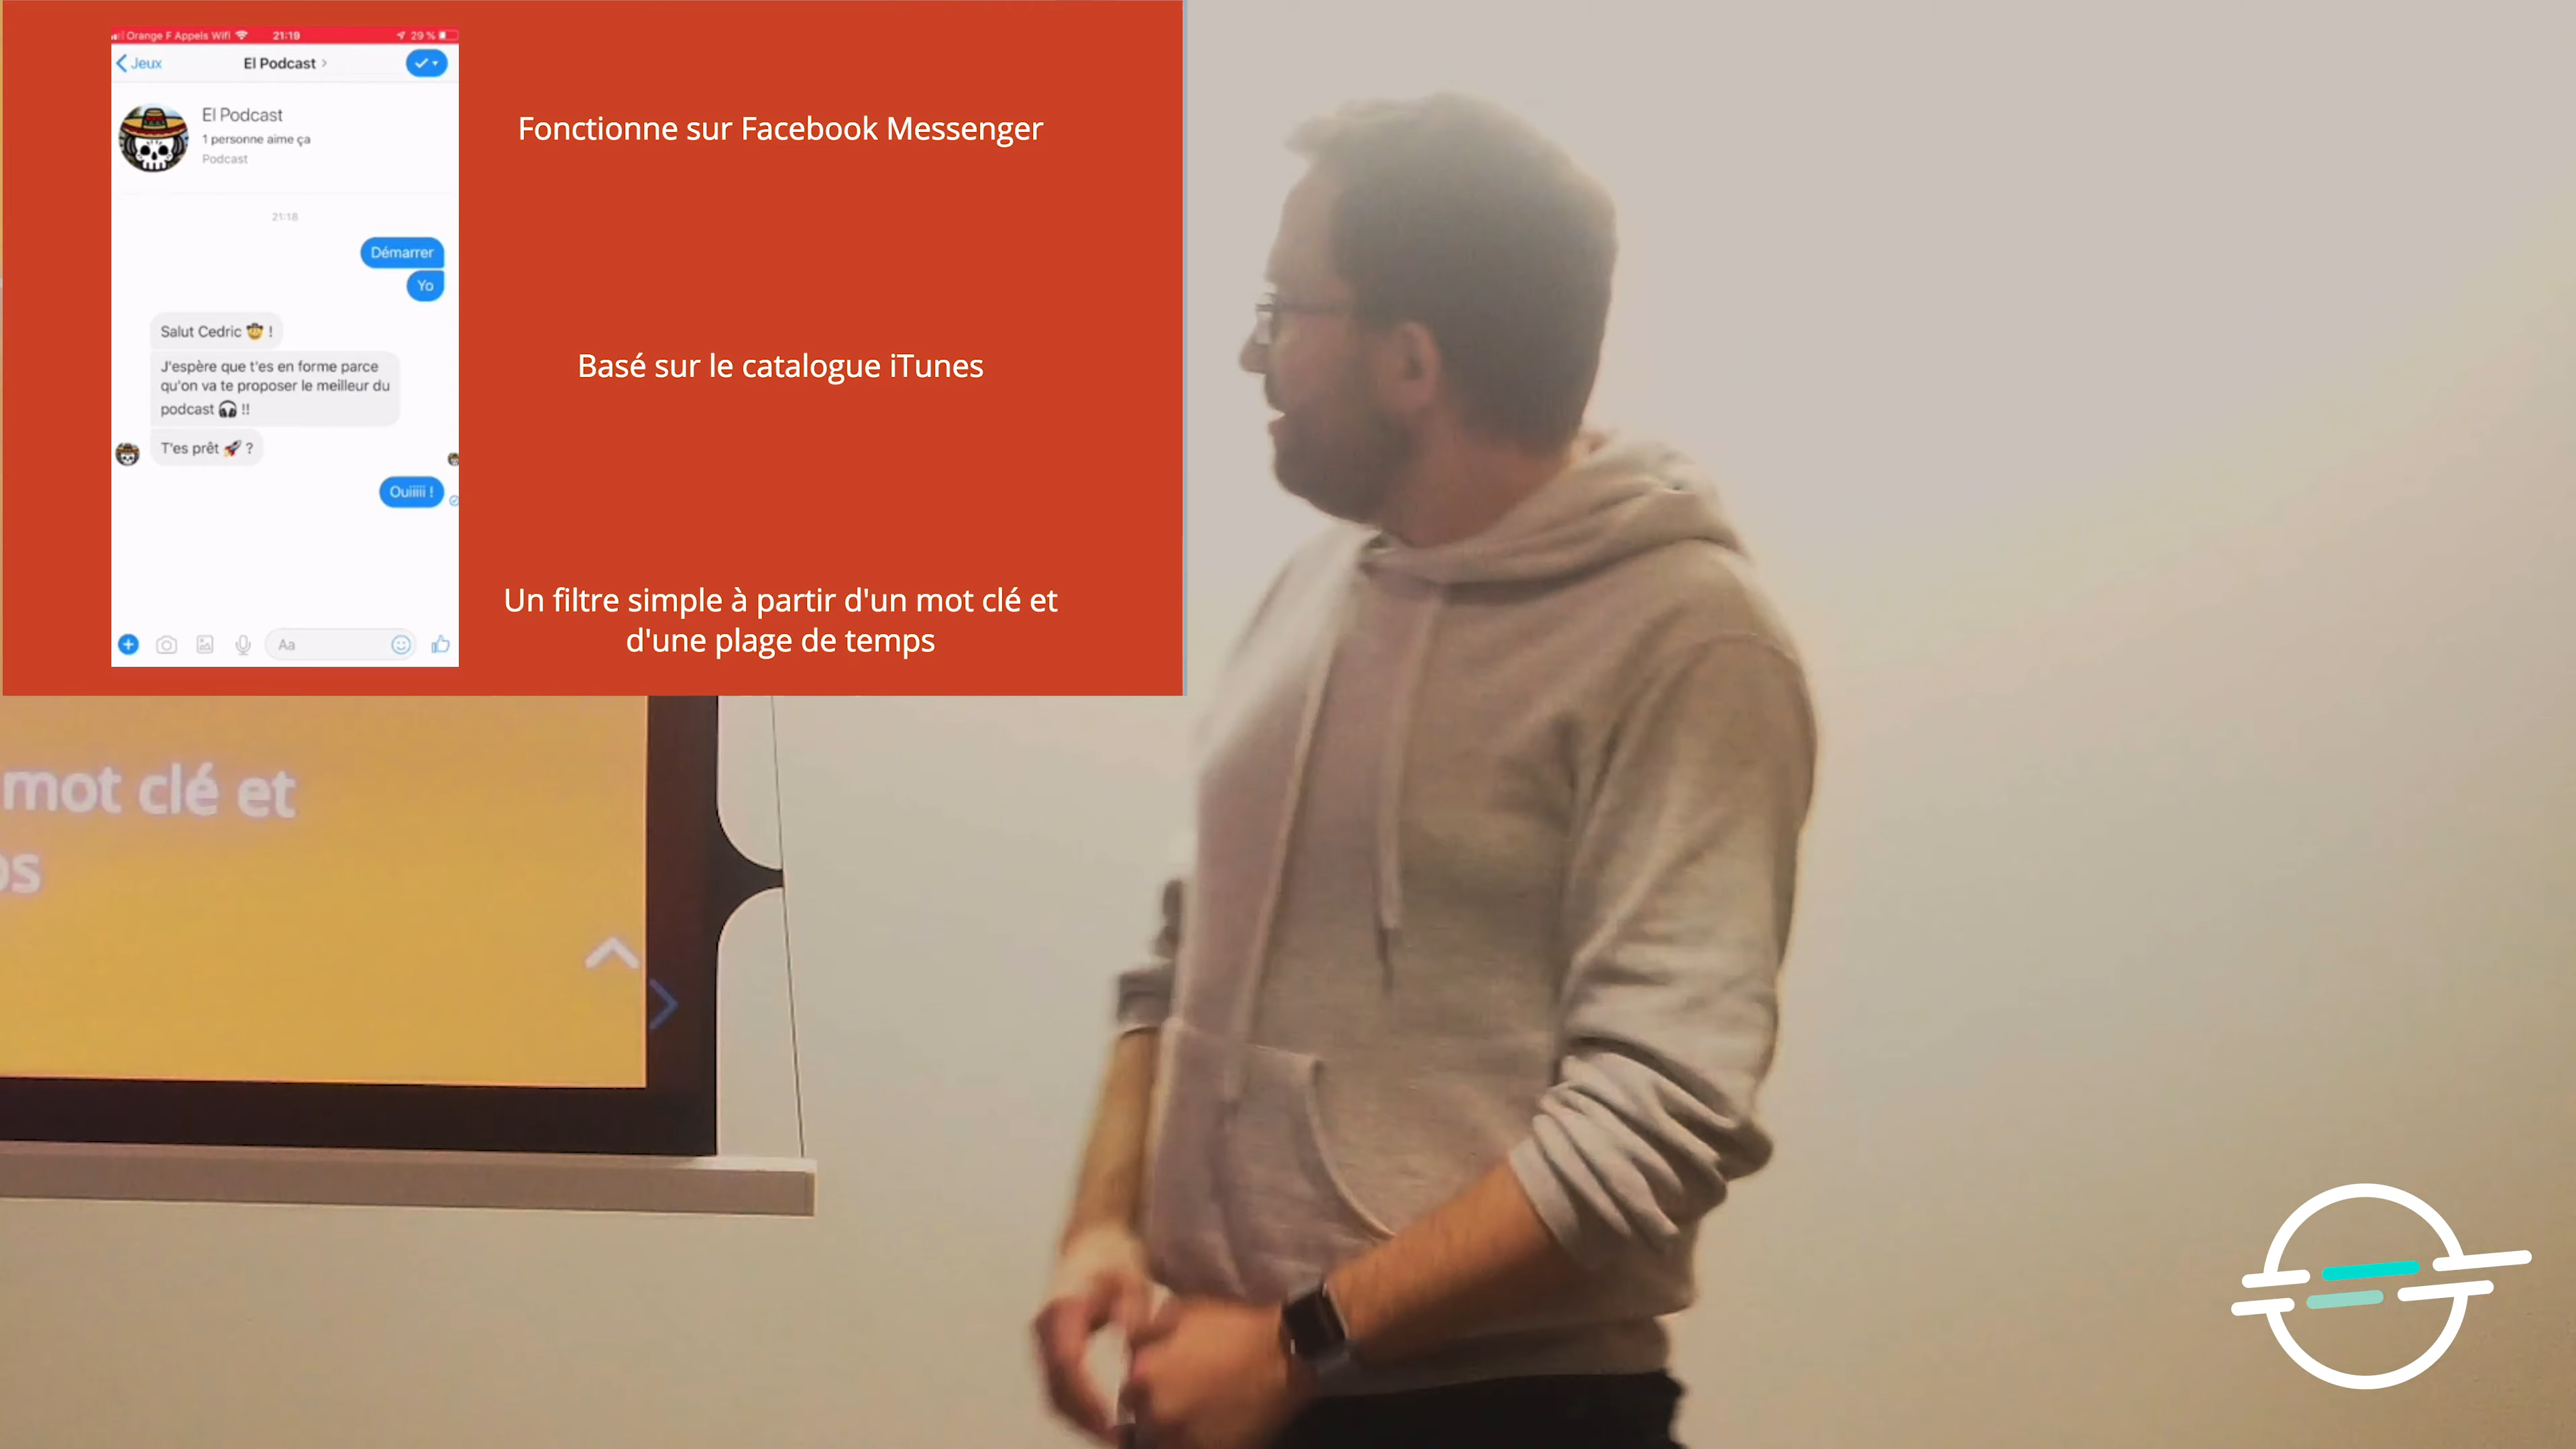 Orange F Appels Wifi 21:19 29 %
Jeux El Podcast
El Podcast
1 personne aime ça
Podcast
21:18
Démarrer
Yo
Salut Cedric 🤠 !
J'espère que t'es en forme parce
qu'on va te proposer le meilleur du
podcast 🎧 !!
T'es prêt 🚀 ?
Ouiiiii !
Aa
Fonctionne sur Facebook Messenger
Basé sur le catalogue iTunes
Un filtre simple à partir d'un mot clé et
d'une plage de temps
mot clé et
ps